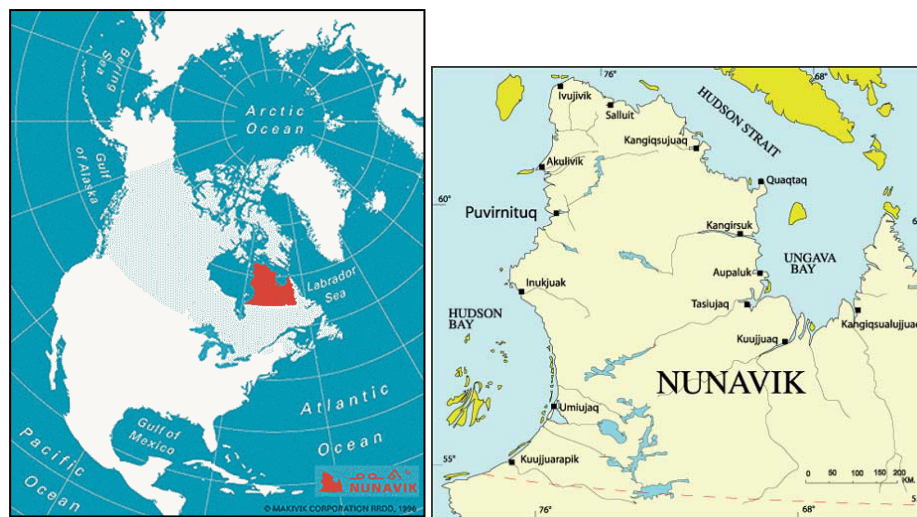 Bering
Sea
Arctic
Ocean
Gulf
of Alaska
Labrador
Sea
Atlantic
Ocean
Gulf of
Mexico
Pacific
Ocean
NUNAVIK
© MAKIVIK CORPORATION RRDD, 1996
76°
68°
Ivujivik
Salluit
HUDSON STRAIT
Kangiqsujuaq
Akulivik
Quaqtaq
60°
Puvirnituq
Kangirsuk
UNGAVA
BAY
Aupaluk
Inukjuak
Tasiujaq
HUDSON
BAY
Kangiqsualujjuaq
Kuujjuaq
NUNAVIK
Umiujaq
Kuujjuarapik
55°
0 50 100 150 200
KM.
76°
68°